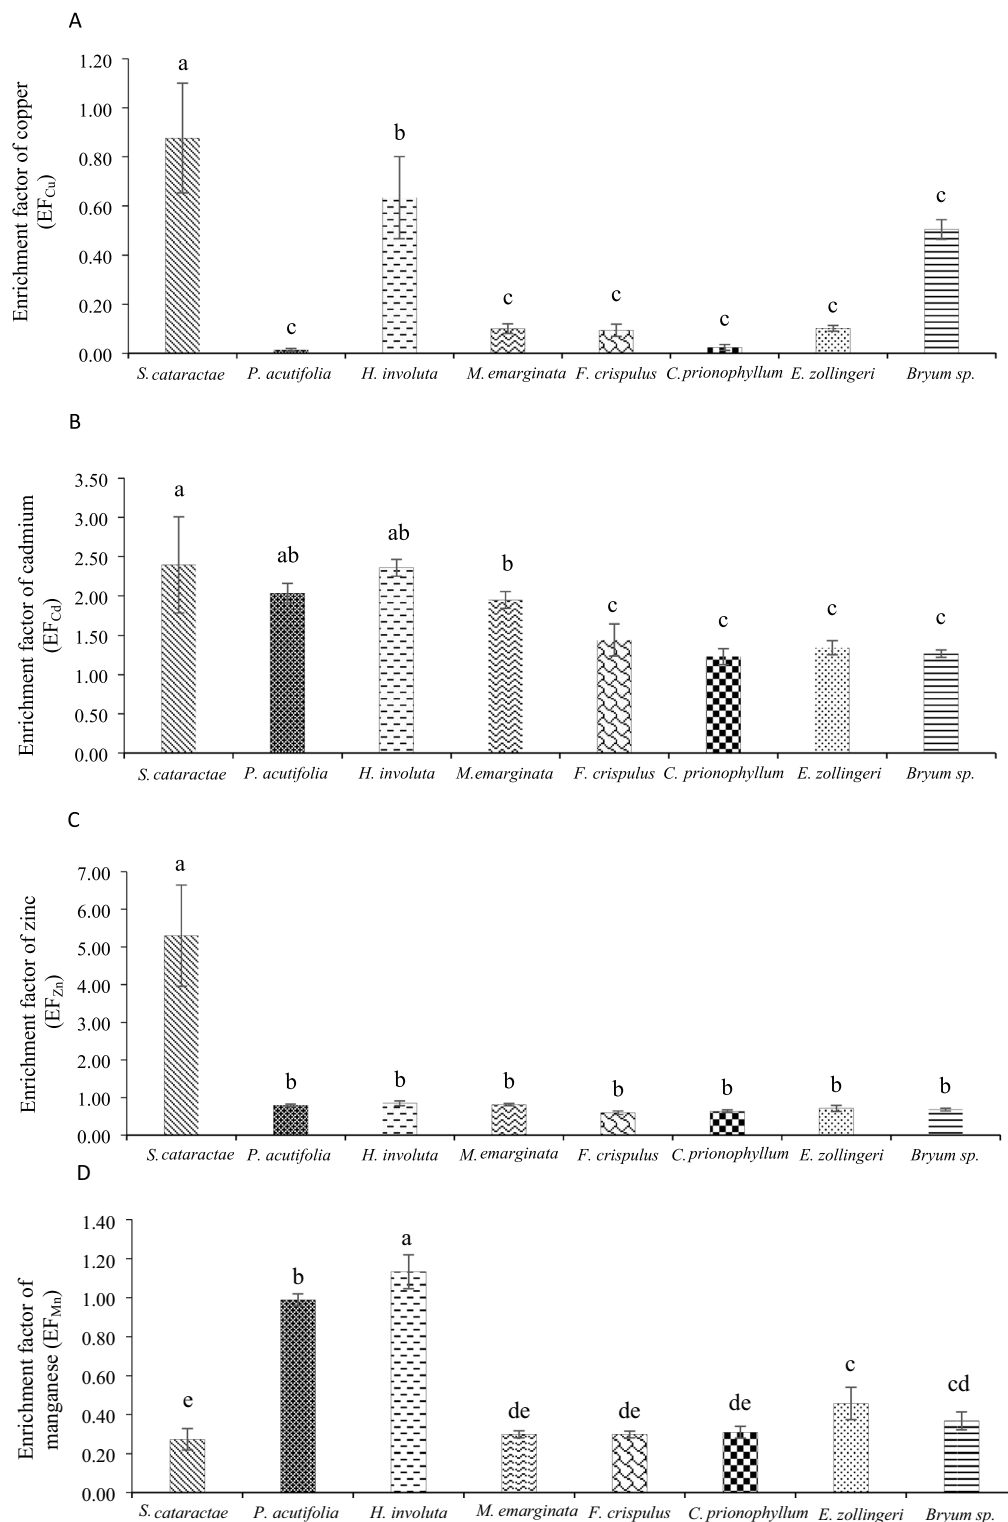 A
Enrichment factor of copper
(EFCu)
1.20
1.00
0.80
0.60
0.40
0.20
0.00
a
c
b
c
c
c
c
c
S. cataractae
P. acutifolia
H. involuta
M. emarginata
F. crispulus
C. prionophyllum
E. zollingeri
Bryum sp.
B
Enrichment factor of cadmium
(EFCd)
3.50
3.00
2.50
2.00
1.50
1.00
0.50
0.00
a
ab
ab
b
c
c
c
c
S. cataractae
P. acutifolia
H. involuta
M.emarginata
F. crispulus
C. prionophyllum
E. zollingeri
Bryum sp.
C
Enrichment factor of zinc
(EFZn)
7.00
6.00
5.00
4.00
3.00
2.00
1.00
0.00
a
b
b
b
b
b
b
b
S. cataractae
P. acutifolia
H. involuta
M. emarginata
F. crispulus
C. prionophyllum
E. zollingeri
Bryum sp.
D
Enrichment factor of
manganese (EFMn)
1.40
1.20
1.00
0.80
0.60
0.40
0.20
0.00
e
b
a
de
de
de
c
cd
S. cataractae
P. acutifolia
H. involuta
M. emarginata
F. crispulus
C. prionophyllum
E. zollingeri
Bryum sp.